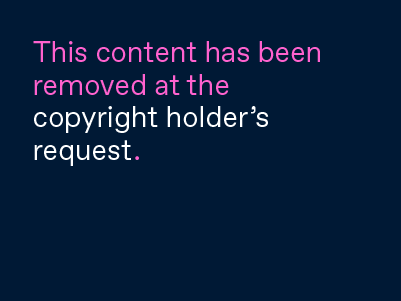 This content has been
removed at the
copyright holder’s
request.